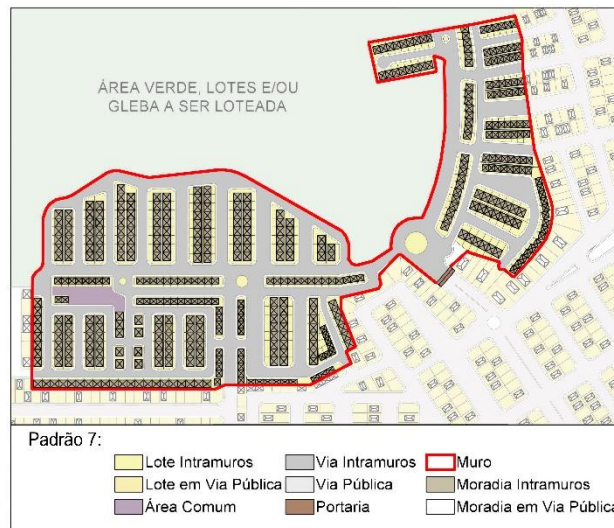 ÁREA VERDE, LOTES E/OU
GLEBA A SER LOTEADA
Padrão 7:
Lote Intramuros
Via Intramuros
Muro
Lote em Via Pública
Via Pública
Moradia Intramuros
Área Comum
Portaria
Moradia em Via Pública